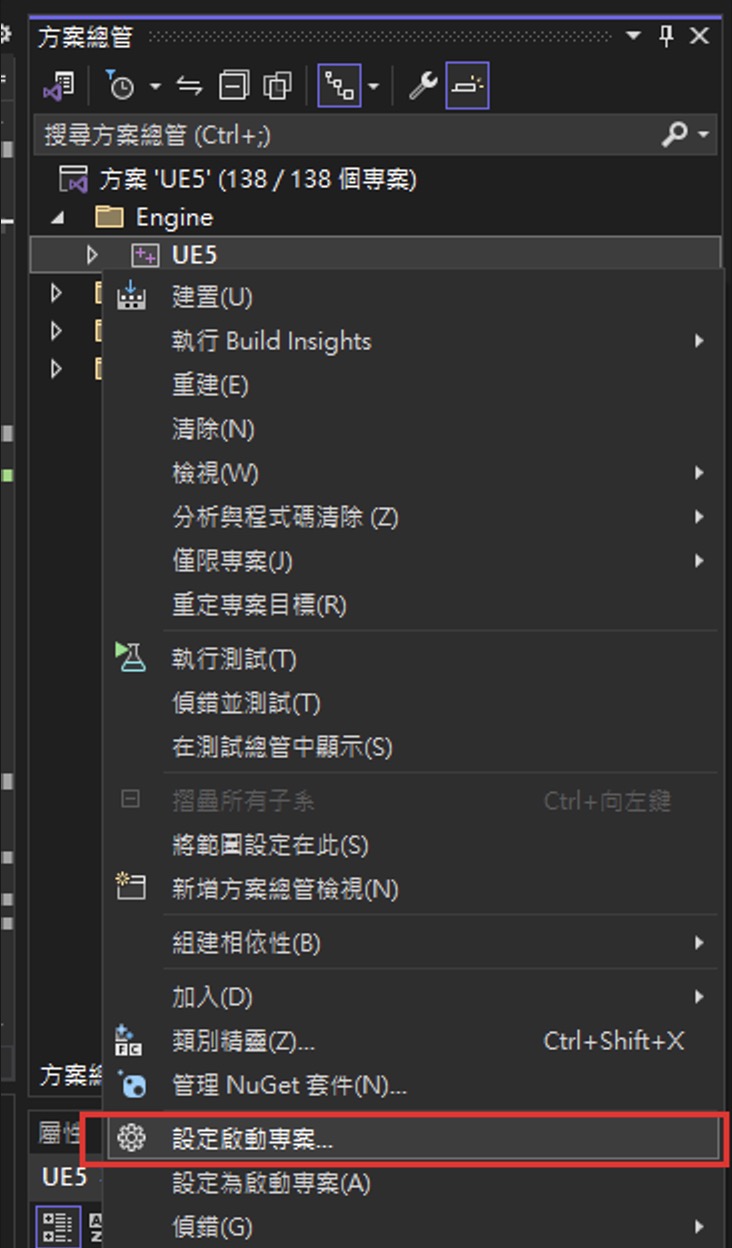 方案總管
搜尋方案總管 (Ctrl+;)
方案 'UE5' (138 / 138 個專案)
Engine
UE5
建置(U)
執行 Build Insights
重建(E)
清除(N)
檢視(W)
分析與程式碼清除 (Z)
僅限專案(J)
重定專案目標(R)
執行測試(T)
偵錯並測試(T)
在測試總管中顯示(S)
摺疊所有子系 Ctrl+向左鍵
將範圍設定在此(S)
新增方案總管檢視(N)
組建相依性(B)
加入(D)
類別精靈(Z)... Ctrl+Shift+X
方案總
管理 NuGet 套件(N)...
屬性
設定啟動專案...
UE5
設定為啟動專案(A)
偵錯(G)